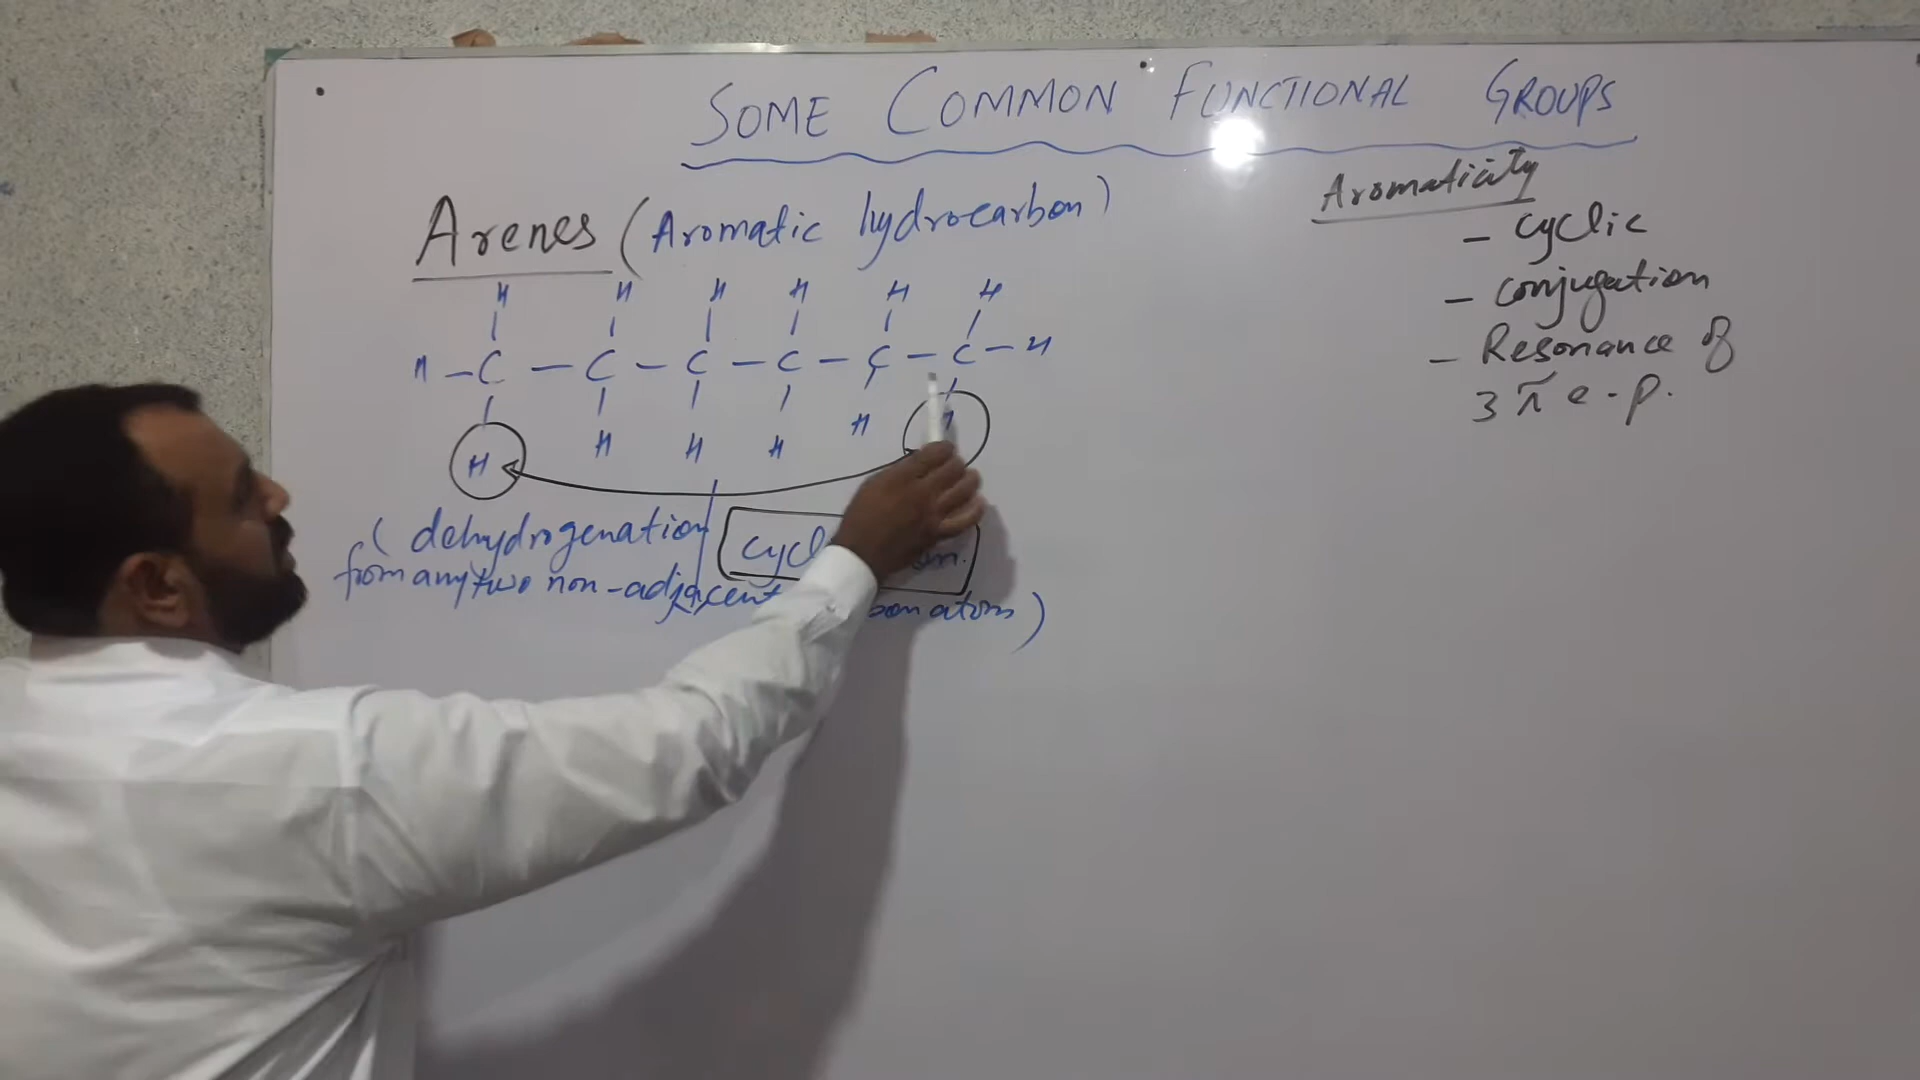 SOME COMMON FUNCTIONAL GROUPS
Arenes (Aromatic hydrocarbon)
H H H H H H
H - C - C - C - C - C - C - H
H H H H H
( dehydrogenation
from any two non-adjacent atoms )
Aromaticity
- cyclic
- conjugation
- Resonance of
3 π e-p.